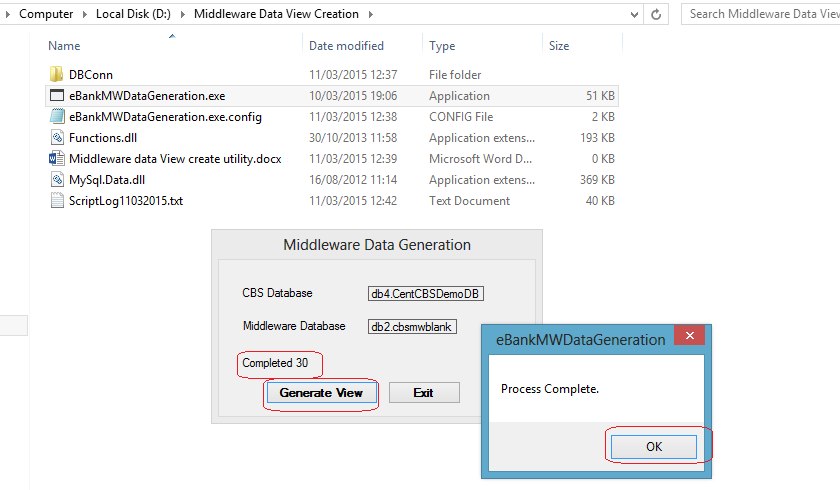 Computer Local Disk (D:) Middleware Data View Creation Search Middleware Data View
Name Date modified Type Size
DBConn 11/03/2015 12:37 File folder
eBankMWDataGeneration.exe 10/03/2015 19:06 Application 51 KB
eBankMWDataGeneration.exe.config 11/03/2015 12:38 CONFIG File 2 KB
Functions.dll 30/10/2013 11:58 Application extens... 193 KB
Middleware data View create utility.docx 11/03/2015 12:39 Microsoft Word D... 0 KB
MySql.Data.dll 16/08/2012 11:14 Application extens... 369 KB
ScriptLog11032015.txt 11/03/2015 12:42 Text Document 40 KB
Middleware Data Generation
CBS Database db4.CentCBSDemoDB
Middleware Database db2.cbsmwblank
Completed 30
Generate View Exit
eBankMWDataGeneration
Process Complete.
OK